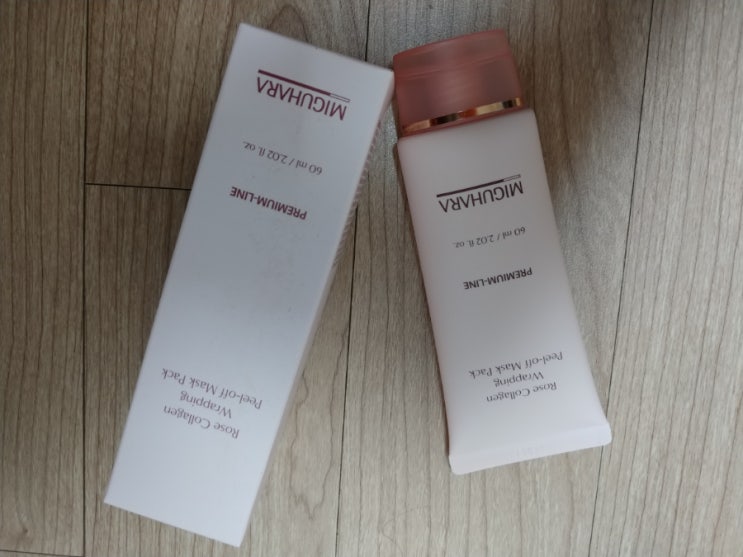 Rose Collagen
Wrapping
Peel-off Mask Pack
PREMIUM-LINE
60 ml / 2.02 fl. oz.
MIGUHARA
Rose Collagen
Wrapping
Peel-off Mask Pack
PREMIUM-LINE
60 ml / 2.02 fl. oz.
MIGUHARA